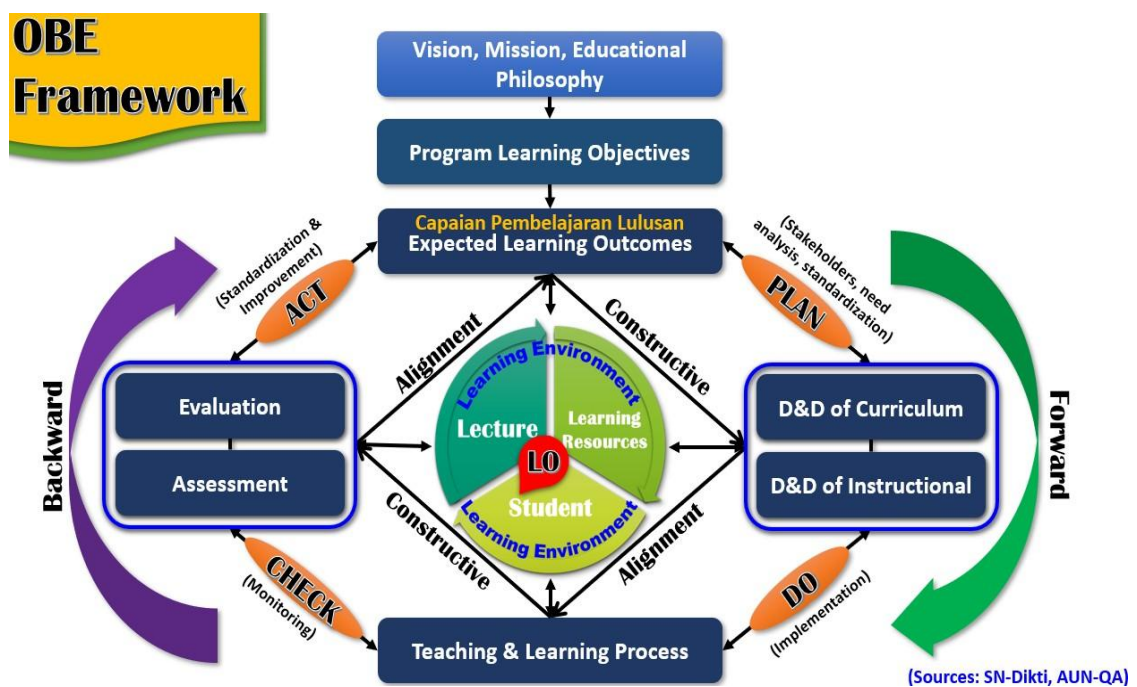 OBE
Framework
Vision, Mission, Educational
Philosophy
Program Learning Objectives
Capaian Pembelajaran Lulusan
Expected Learning Outcomes
(Standardization &
Improvement)
ACT
(Stakeholders, need
analysis, standardization)
PLAN
Alignment
Constructive
Backward
Forward
Evaluation
Assessment
Learning Environment
Lecture
Learning
Resources
LO
Student
Learning Environment
D&D of Curriculum
D&D of Instructional
Constructive
Alignment
CHECK
(Monitoring)
DO
(Implementation)
Teaching & Learning Process
(Sources: SN-Dikti, AUN-QA)